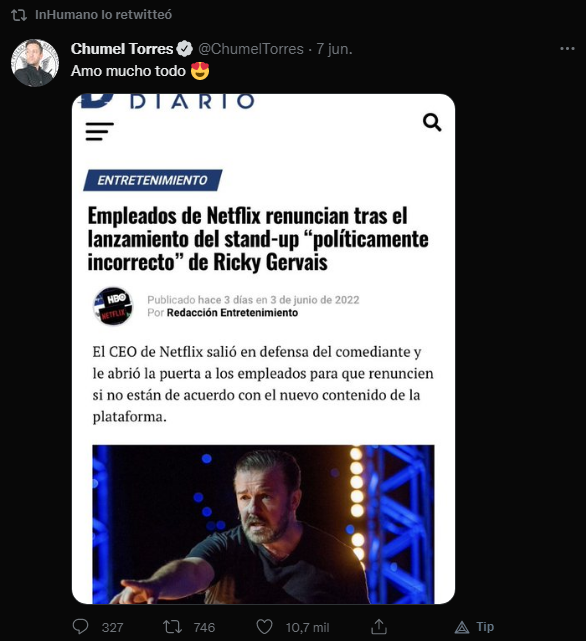 InHumano lo retwitteó
Chumel Torres @ChumelTorres · 7 jun.
Amo mucho todo
DIARIO
ENTRETENIMIENTO
Empleados de Netflix renuncian tras el
lanzamiento del stand-up “políticamente
incorrecto” de Ricky Gervais
HBO
NETFLIX
Publicado hace 3 días en 3 de junio de 2022
Por Redacción Entretenimiento
El CEO de Netflix salió en defensa del comediante y
le abrió la puerta a los empleados para que renuncien
si no están de acuerdo con el nuevo contenido de la
plataforma.
327 746 10,7 mil Tip